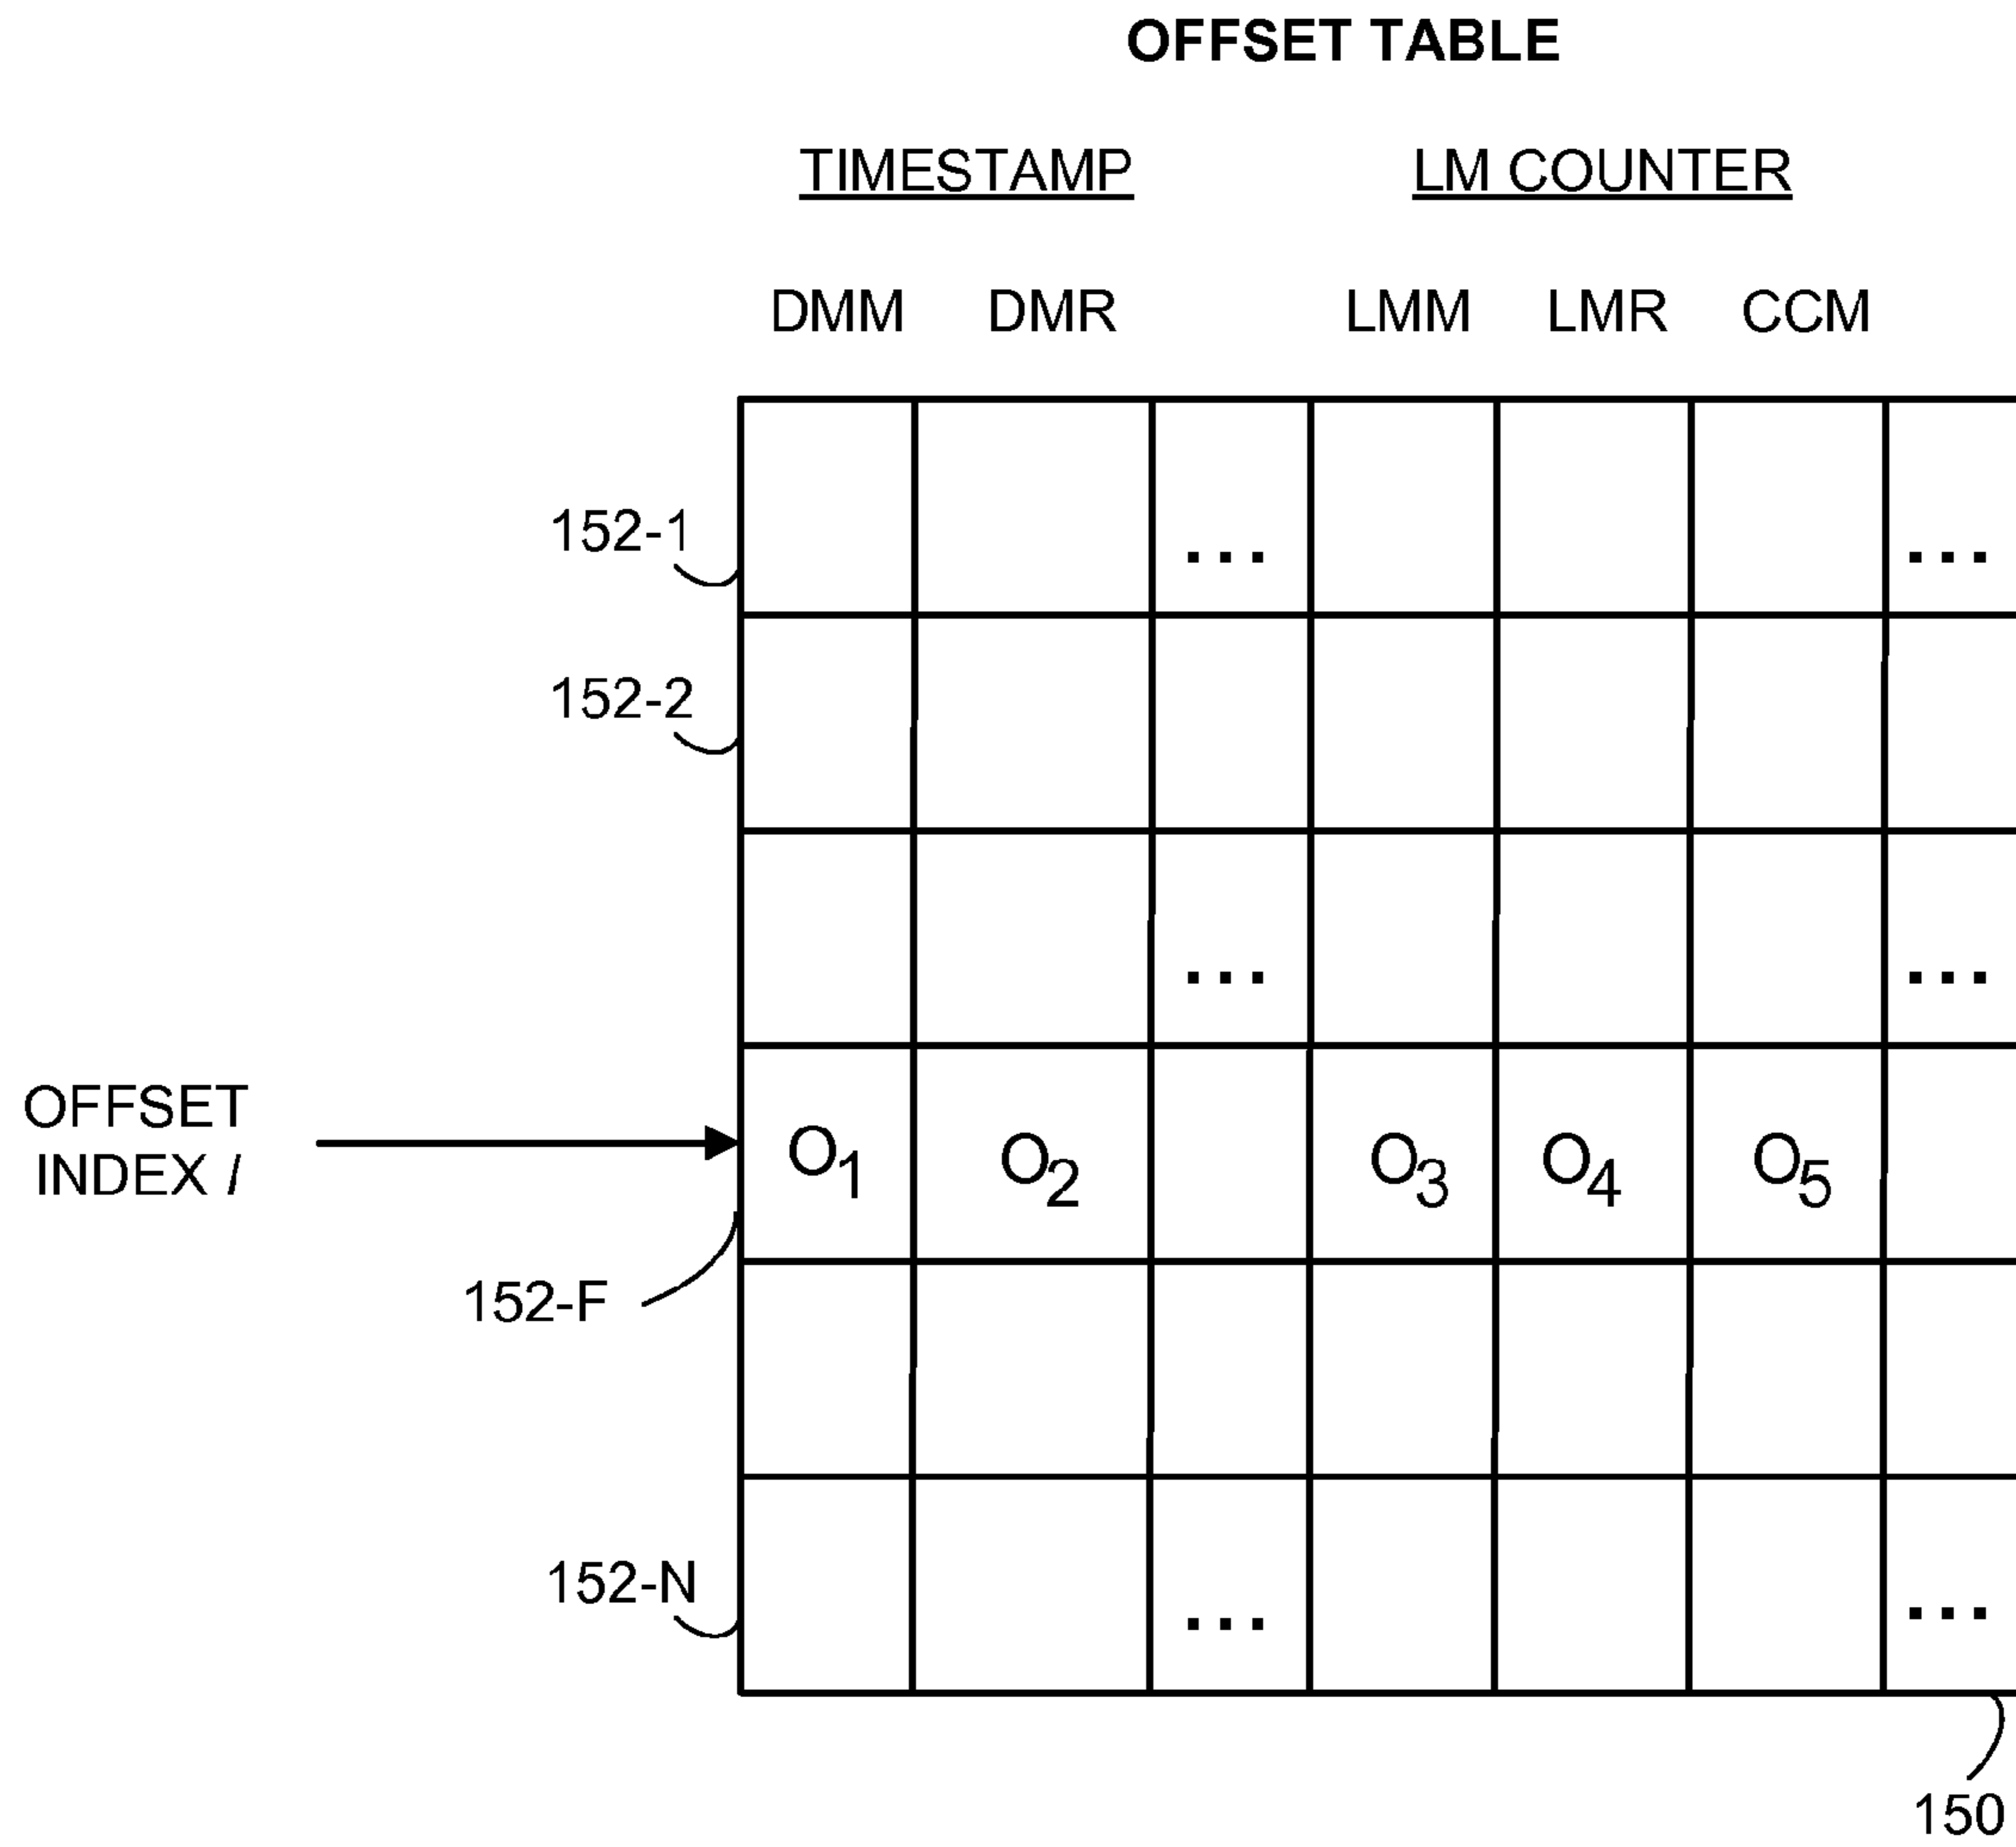 OFFSET TABLE
TIMESTAMP LM COUNTER
DMM DMR LMM LMR CCM
152-1 ... ...
152-2
... ...
OFFSET
INDEX I
O1 O2 O3 O4 O5
152-F
152-N ... ...
150